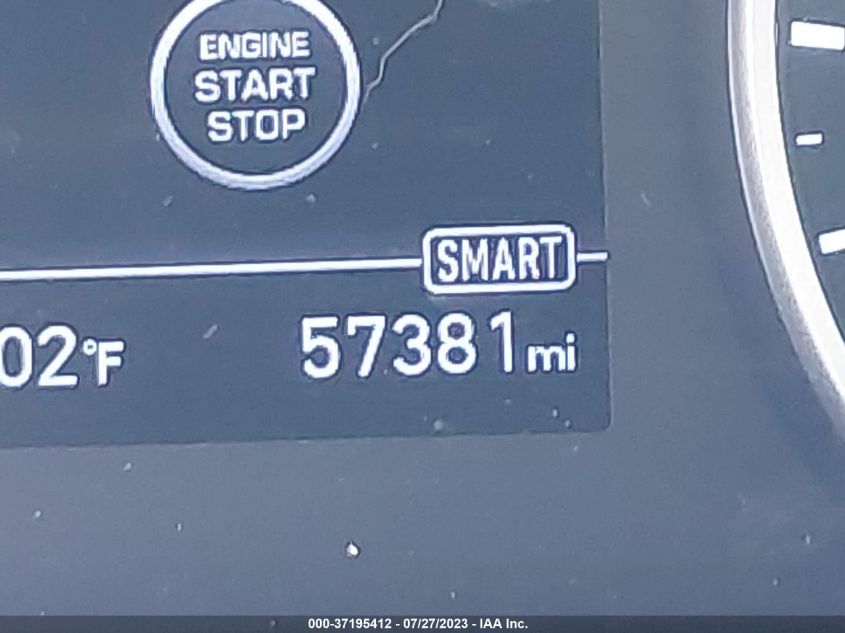 ENGINE
START
STOP
SMART
02°F 57381 mi
000-37195412 - 07/27/2023 - IAA Inc.